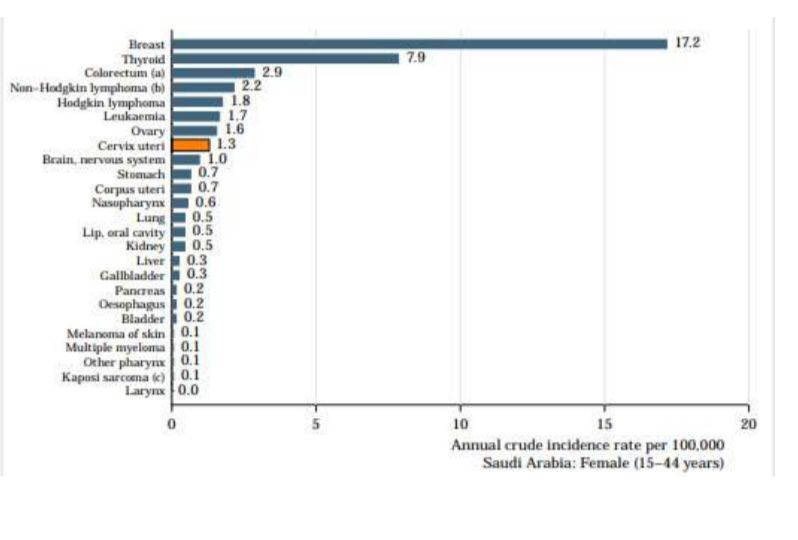 Breast 17.2
Thyroid 7.9
Colorectum (a) 2.9
Non-Hodgkin lymphoma (b) 2.2
Hodgkin lymphoma 1.8
Leukaemia 1.7
Ovary 1.6
Cervix uteri 1.3
Brain, nervous system 1.0
Stomach 0.7
Corpus uteri 0.7
Nasopharynx 0.6
Lung 0.5
Lip, oral cavity 0.5
Kidney 0.5
Liver 0.3
Gallbladder 0.3
Pancreas 0.2
Oesophagus 0.2
Bladder 0.2
Melanoma of skin 0.1
Multiple myeloma 0.1
Other pharynx 0.1
Kaposi sarcoma (c) 0.1
Larynx 0.0
0 5 10 15 20
Annual crude incidence rate per 100,000
Saudi Arabia: Female (15–44 years)